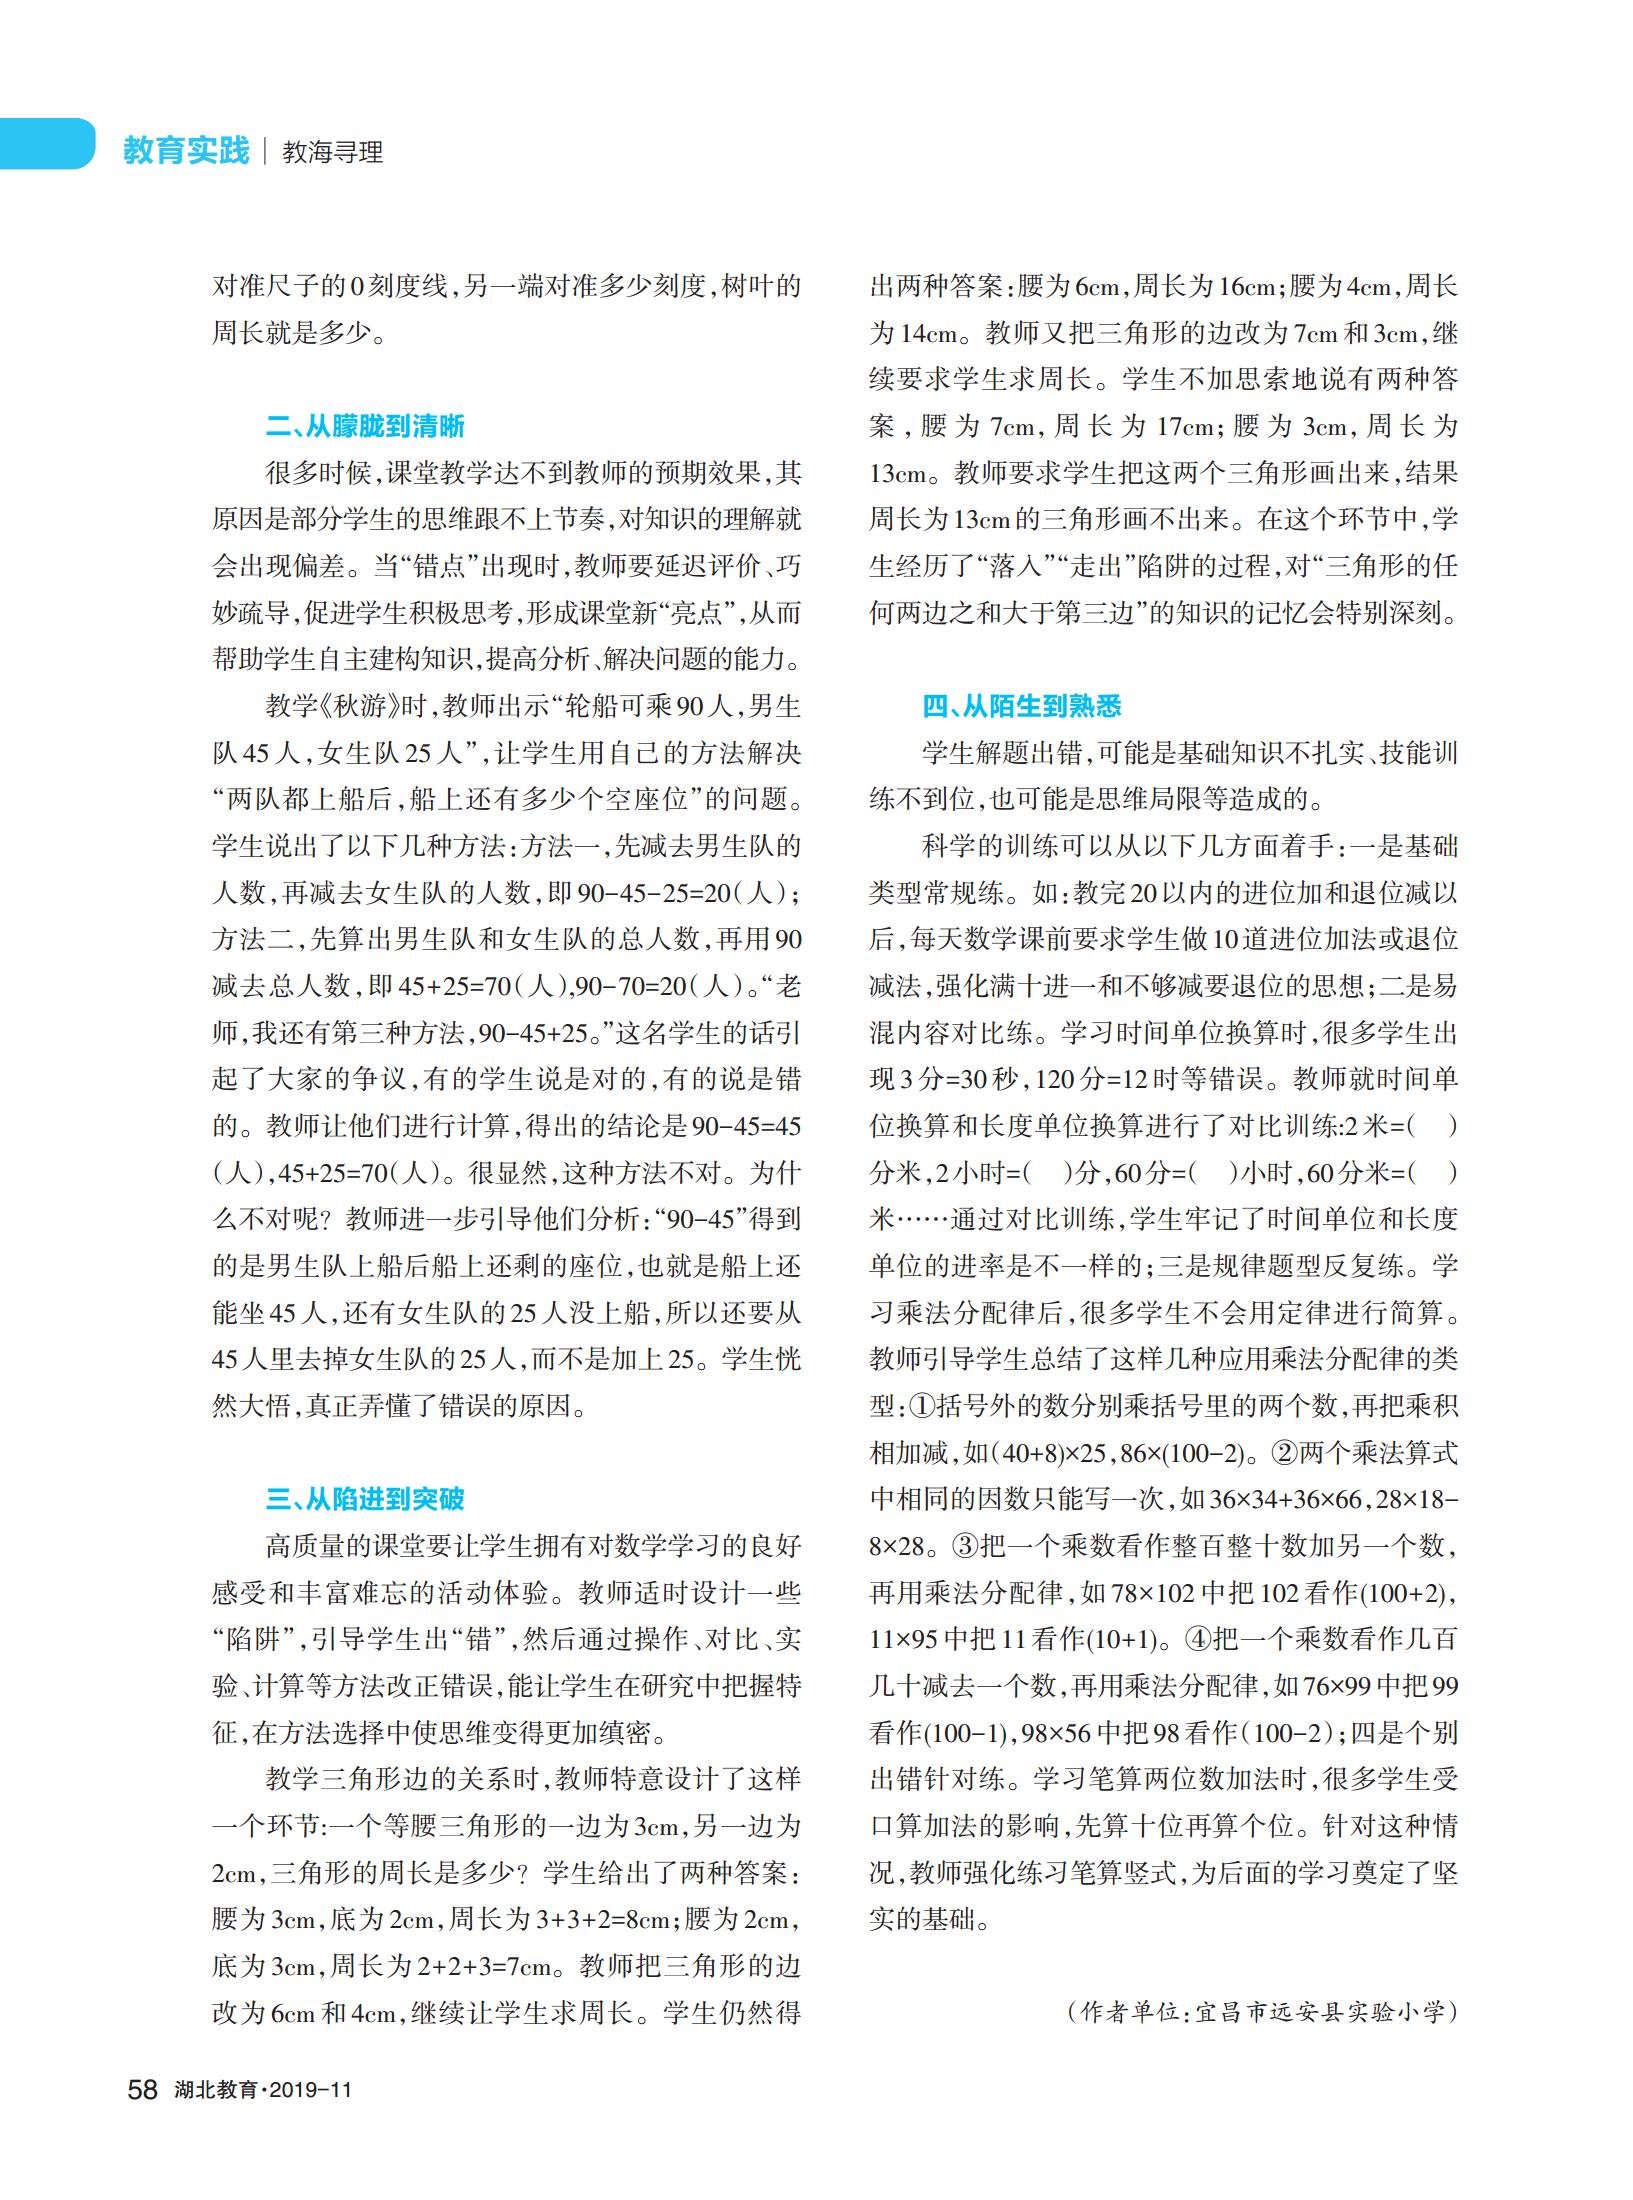 教育实践｜教海寻理
对准尺子的0刻度线,另一端对准多少刻度,树叶的
周长就是多少。
二、从朦胧到清晰
很多时候,课堂教学达不到教师的预期效果,其
原因是部分学生的思维跟不上节奏,对知识的理解就
会出现偏差。当“错点”出现时,教师要延迟评价、巧
妙疏导,促进学生积极思考,形成课堂新“亮点”,从而
帮助学生自主建构知识,提高分析、解决问题的能力。
教学《秋游》时,教师出示“轮船可乘90人,男生
队45人,女生队25人”,让学生用自己的方法解决
“两队都上船后,船上还有多少个空座位”的问题。
学生说出了以下几种方法:方法一,先减去男生队的
人数,再减去女生队的人数,即90-45-25=20(人);
方法二,先算出男生队和女生队的总人数,再用90
减去总人数,即45+25=70(人),90-70=20(人)。“老
师,我还有第三种方法,90-45+25。”这名学生的话引
起了大家的争议,有的学生说是对的,有的说是错
的。教师让他们进行计算,得出的结论是90-45=45
(人),45+25=70(人)。很显然,这种方法不对。为什
么不对呢?教师进一步引导他们分析:“90-45”得到
的是男生队上船后船上还剩的座位,也就是船上还
能坐45人,还有女生队的25人没上船,所以还要从
45人里去掉女生队的25人,而不是加上25。学生恍
然大悟,真正弄懂了错误的原因。
三、从陷进到突破
高质量的课堂要让学生拥有对数学学习的良好
感受和丰富难忘的活动体验。教师适时设计一些
“陷阱”,引导学生出“错”,然后通过操作、对比、实
验、计算等方法改正错误,能让学生在研究中把握特
征,在方法选择中使思维变得更加缜密。
教学三角形边的关系时,教师特意设计了这样
一个环节:一个等腰三角形的一边为3cm,另一边为
2cm,三角形的周长是多少?学生给出了两种答案:
腰为3cm,底为2cm,周长为3+3+2=8cm;腰为2cm,
底为3cm,周长为2+2+3=7cm。教师把三角形的边
改为6cm和4cm,继续让学生求周长。学生仍然得
出两种答案:腰为6cm,周长为16cm;腰为4cm,周长
为14cm。教师又把三角形的边改为7cm和3cm,继
续要求学生求周长。学生不加思索地说有两种答
案,腰为7cm,周长为17cm;腰为3cm,周长为
13cm。教师要求学生把这两个三角形画出来,结果
周长为13cm的三角形画不出来。在这个环节中,学
生经历了“落入”“走出”陷阱的过程,对“三角形的任
何两边之和大于第三边”的知识的记忆会特别深刻。
四、从陌生到熟悉
学生解题出错,可能是基础知识不扎实、技能训
练不到位,也可能是思维局限等造成的。
科学的训练可以从以下几方面着手:一是基础
类型常规练。如:教完20以内的进位加和退位减以
后,每天数学课前要求学生做10道进位加法或退位
减法,强化满十进一和不够减要退位的思想;二是易
混内容对比练。学习时间单位换算时,很多学生出
现3分=30秒,120分=12时等错误。教师就时间单
位换算和长度单位换算进行了对比训练:2米=(　)
分米,2小时=(　)分,60分=(　)小时,60分米=(　)
米……通过对比训练,学生牢记了时间单位和长度
单位的进率是不一样的;三是规律题型反复练。学
习乘法分配律后,很多学生不会用定律进行简算。
教师引导学生总结了这样几种应用乘法分配律的类
型:①括号外的数分别乘括号里的两个数,再把乘积
相加减,如(40+8)×25,86×(100-2)。②两个乘法算式
中相同的因数只能写一次,如36×34+36×66,28×18-
8×28。③把一个乘数看作整百整十数加另一个数,
再用乘法分配律,如78×102中把102看作(100+2),
11×95中把11看作(10+1)。④把一个乘数看作几百
几十减去一个数,再用乘法分配律,如76×99中把99
看作(100-1),98×56中把98看作(100-2);四是个别
出错针对练。学习笔算两位数加法时,很多学生受
口算加法的影响,先算十位再算个位。针对这种情
况,教师强化练习笔算竖式,为后面的学习奠定了坚
实的基础。
(作者单位:宜昌市远安县实验小学)
58 湖北教育·2019-11